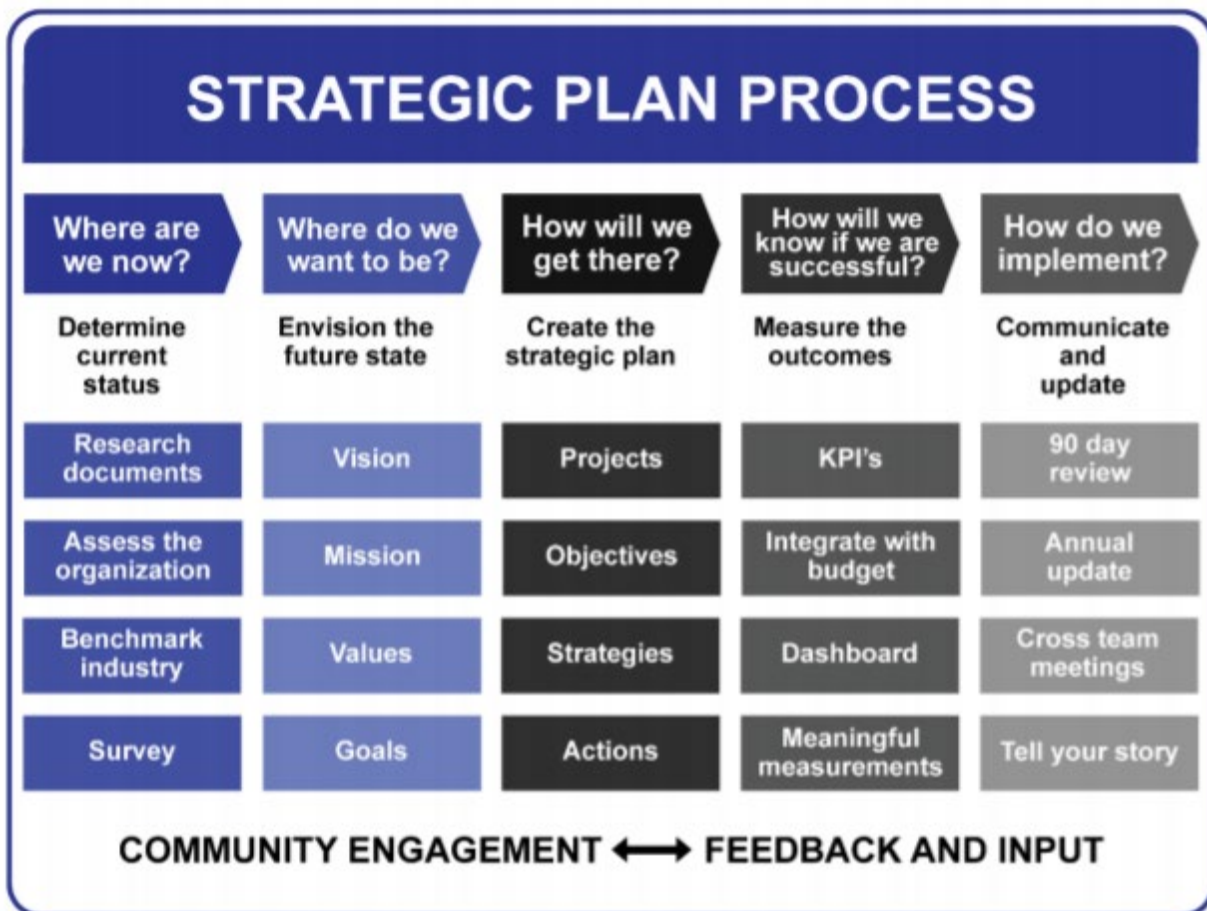 STRATEGIC PLAN PROCESS
Where are
we now?
Where do we
want to be?
How will we
get there?
How will we
know if we are
successful?
How do we
implement?
Determine
current
status
Envision the
future state
Create the
strategic plan
Measure the
outcomes
Communicate
and
update
Research
documents
Vision
Projects
KPI's
90 day
review
Assess the
organization
Mission
Objectives
Integrate with
budget
Annual
update
Benchmark
industry
Values
Strategies
Dashboard
Cross team
meetings
Survey
Goals
Actions
Meaningful
measurements
Tell your story
COMMUNITY ENGAGEMENT ↔ FEEDBACK AND INPUT